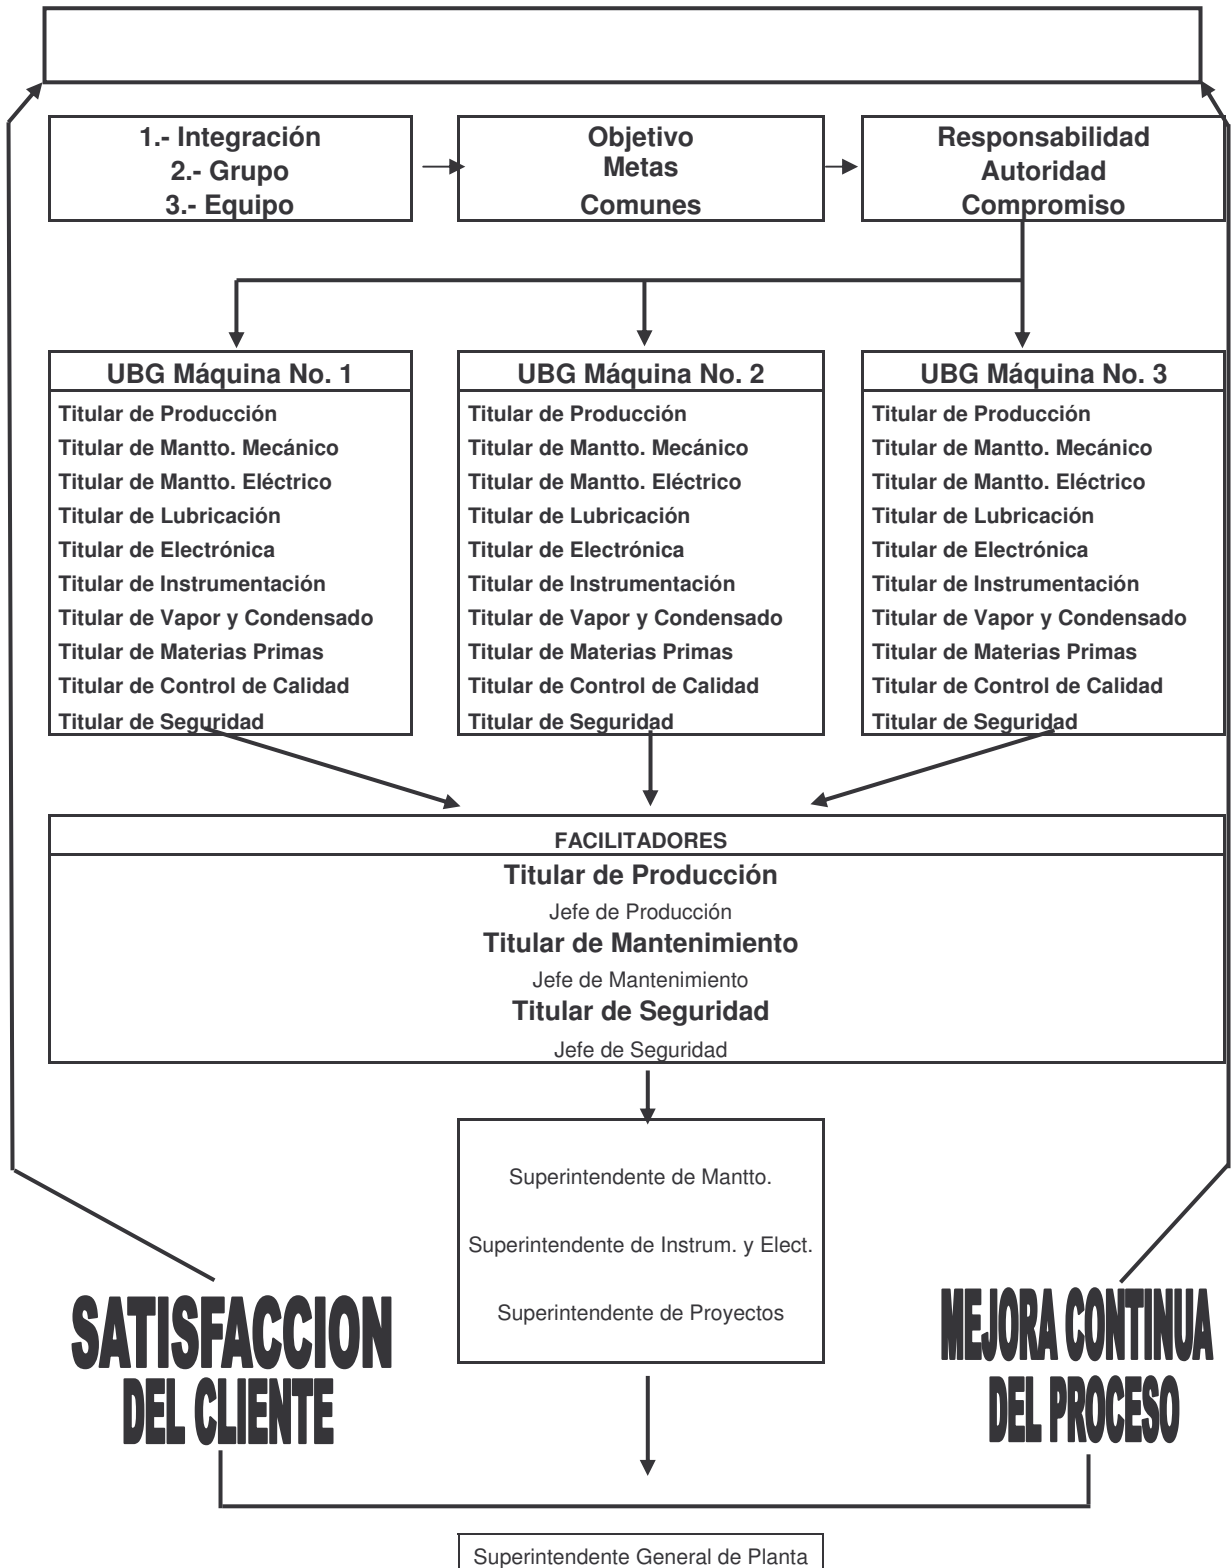 1.- Integración
2.- Grupo
3.- Equipo
Objetivo
Metas
Comunes
Responsabilidad
Autoridad
Compromiso
UBG Máquina No. 1
Titular de Producción
Titular de Mantto. Mecánico
Titular de Mantto. Eléctrico
Titular de Lubricación
Titular de Electrónica
Titular de Instrumentación
Titular de Vapor y Condensado
Titular de Materias Primas
Titular de Control de Calidad
Titular de Seguridad
UBG Máquina No. 2
Titular de Producción
Titular de Mantto. Mecánico
Titular de Mantto. Eléctrico
Titular de Lubricación
Titular de Electrónica
Titular de Instrumentación
Titular de Vapor y Condensado
Titular de Materias Primas
Titular de Control de Calidad
Titular de Seguridad
UBG Máquina No. 3
Titular de Producción
Titular de Mantto. Mecánico
Titular de Mantto. Eléctrico
Titular de Lubricación
Titular de Electrónica
Titular de Instrumentación
Titular de Vapor y Condensado
Titular de Materias Primas
Titular de Control de Calidad
Titular de Seguridad
FACILITADORES
Titular de Producción
Jefe de Producción
Titular de Mantenimiento
Jefe de Mantenimiento
Titular de Seguridad
Jefe de Seguridad
Superintendente de Mantto.
Superintendente de Instrum. y Elect.
Superintendente de Proyectos
SATISFACCION
DEL CLIENTE
MEJORA CONTINUA
DEL PROCESO
Superintendente General de Planta